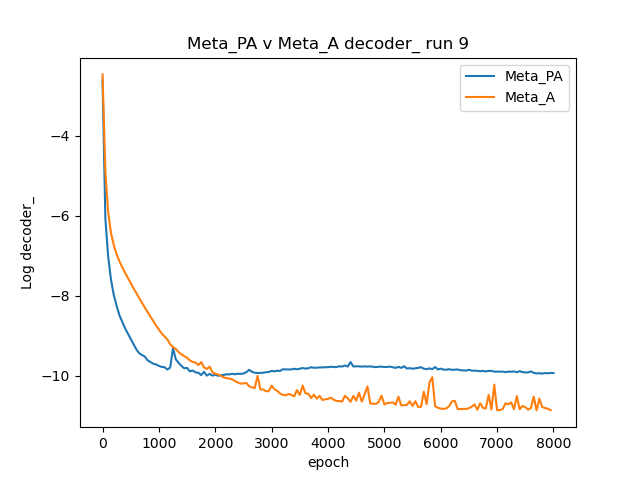 Meta_PA v Meta_A decoder_ run 9
Meta_PA
Meta_A
Log decoder_
−4
−6
−8
−10
0 1000 2000 3000 4000 5000 6000 7000 8000
epoch